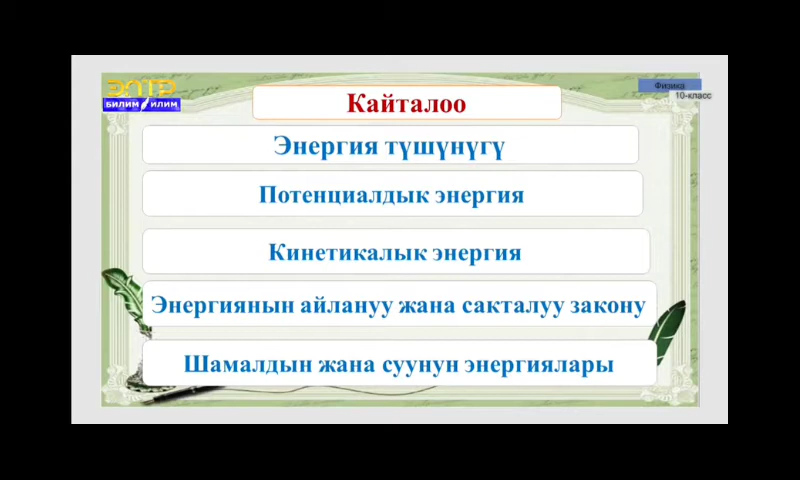 ЭЛТР
БИЛИМ ИЛИМ
Физика
10-класс
Кайталоо
Энергия түшүнүгү
Потенциалдык энергия
Кинетикалык энергия
Энергиянын айлануу жана сакталуу закону
Шамалдын жана суунун энергиялары